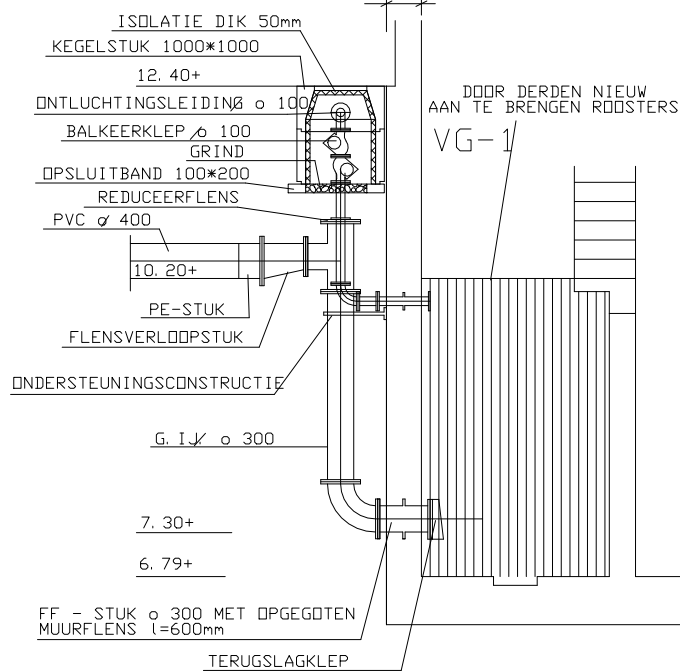 ISOLATIE DIK 50mm
KEGELSTUK 1000*1000
12.40+
ONTLUCHTINGSLEIDING ø 100
BALKEERKLEP ø 100
GRIND
OPSLUITBAND 100*200
REDUCEERFLENS
PVC ø 400
10.20+
PE-STUK
FLENSVERLOOPSTUK
ONDERSTEUNINGSCONSTRUCTIE
G.IJ. ø 300
7.30+
6.79+
FF - STUK ø 300 MET OPGEGOTEN
MUURFLENS l=600mm
TERUGSLAGKLEP
DOOR DERDEN NIEUW
AAN TE BRENGEN ROOSTERS
VG-1